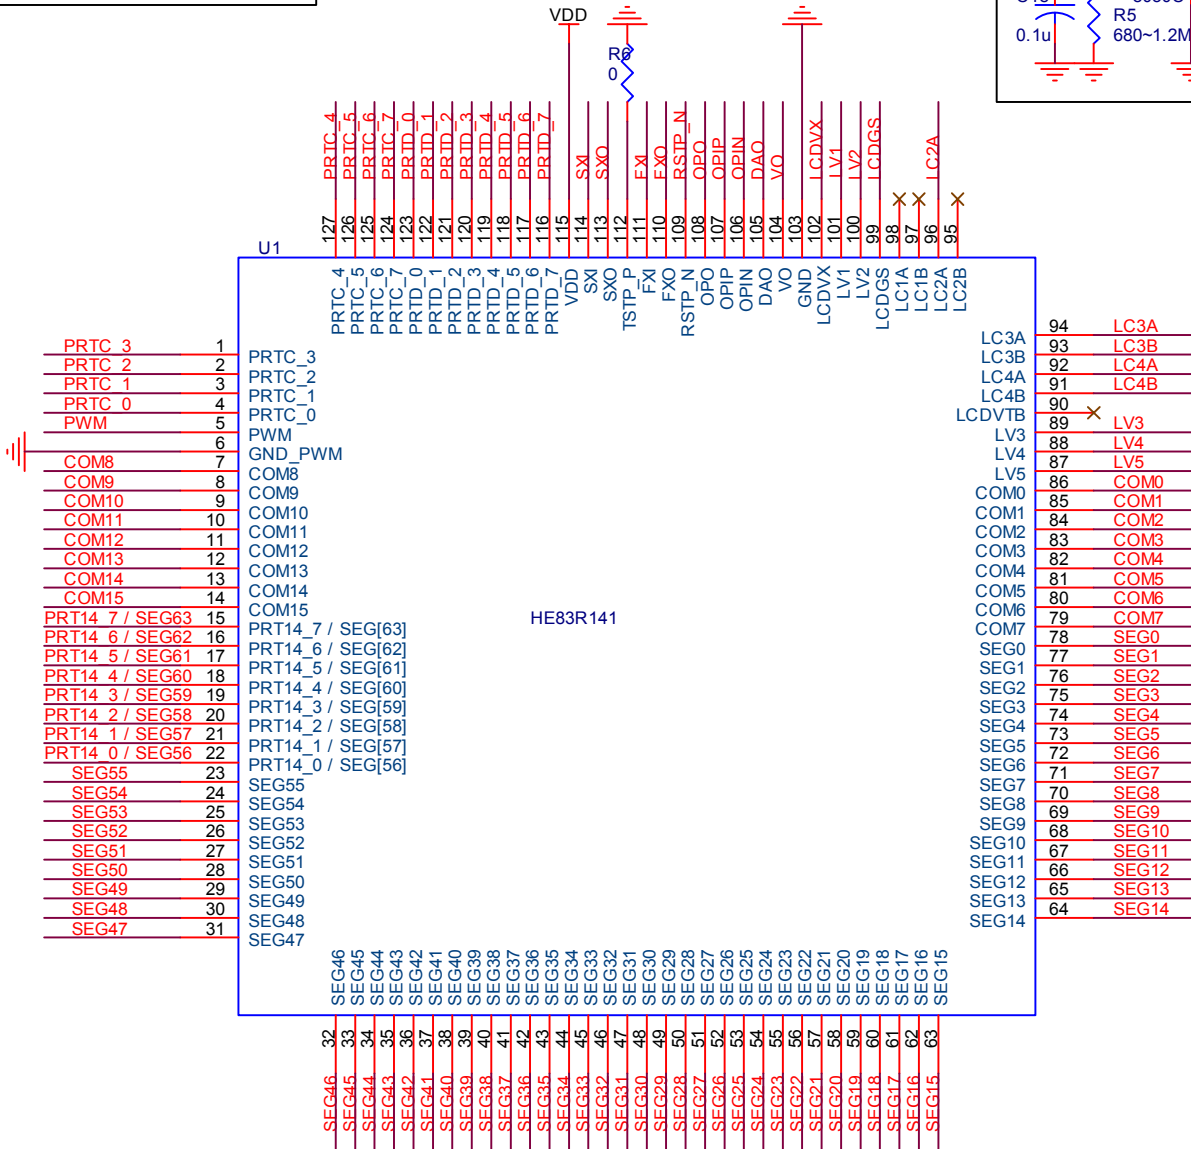 VDD
R6
0
0.1u
R5
680~1.2M
PRTC_4
PRTC_5
PRTC_6
PRTC_7
PRTD_0
PRTD_1
PRTD_2
PRTD_3
PRTD_4
PRTD_5
PRTD_6
PRTD_7
SXI
SXO
FXI
FXO
RSTP_N
OPO
OPIP
OPIN
DAO
VO
LCDVX
LV1
LV2
LCDGS
LC2A
127
126
125
124
123
122
121
120
119
118
117
116
115
114
113
112
111
110
109
108
107
106
105
104
103
102
101
100
99
98
97
96
95
U1
PRTC_4
PRTC_5
PRTC_6
PRTC_7
PRTD_0
PRTD_1
PRTD_2
PRTD_3
PRTD_4
PRTD_5
PRTD_6
PRTD_7
VDD
SXI
SXO
TSTP_P
FXI
FXO
RSTP_N
OPO
OPIP
OPIN
DAO
VO
GND
LCDVX
LV1
LV2
LCDGS
LC1A
LC1B
LC2A
LC2B
PRTC_3 1 PRTC_3
PRTC_2 2 PRTC_2
PRTC_1 3 PRTC_1
PRTC_0 4 PRTC_0
PWM 5 PWM
6 GND_PWM
COM8 7 COM8
COM9 8 COM9
COM10 9 COM10
COM11 10 COM11
COM12 11 COM12
COM13 12 COM13
COM14 13 COM14
COM15 14 COM15
PRT14_7 / SEG63 15 PRT14_7 / SEG[63]
PRT14_6 / SEG62 16 PRT14_6 / SEG[62]
PRT14_5 / SEG61 17 PRT14_5 / SEG[61]
PRT14_4 / SEG60 18 PRT14_4 / SEG[60]
PRT14_3 / SEG59 19 PRT14_3 / SEG[59]
PRT14_2 / SEG58 20 PRT14_2 / SEG[58]
PRT14_1 / SEG57 21 PRT14_1 / SEG[57]
PRT14_0 / SEG56 22 PRT14_0 / SEG[56]
SEG55 23 SEG55
SEG54 24 SEG54
SEG53 25 SEG53
SEG52 26 SEG52
SEG51 27 SEG51
SEG50 28 SEG50
SEG49 29 SEG49
SEG48 30 SEG48
SEG47 31 SEG47
HE83R141
LC3A 94 LC3A
LC3B 93 LC3B
LC4A 92 LC4A
LC4B 91 LC4B
LCDVTB 90
LV3 89 LV3
LV4 88 LV4
LV5 87 LV5
COM0 86 COM0
COM1 85 COM1
COM2 84 COM2
COM3 83 COM3
COM4 82 COM4
COM5 81 COM5
COM6 80 COM6
COM7 79 COM7
SEG0 78 SEG0
SEG1 77 SEG1
SEG2 76 SEG2
SEG3 75 SEG3
SEG4 74 SEG4
SEG5 73 SEG5
SEG6 72 SEG6
SEG7 71 SEG7
SEG8 70 SEG8
SEG9 69 SEG9
SEG10 68 SEG10
SEG11 67 SEG11
SEG12 66 SEG12
SEG13 65 SEG13
SEG14 64 SEG14
SEG46
SEG45
SEG44
SEG43
SEG42
SEG41
SEG40
SEG39
SEG38
SEG37
SEG36
SEG35
SEG34
SEG33
SEG32
SEG31
SEG30
SEG29
SEG28
SEG27
SEG26
SEG25
SEG24
SEG23
SEG22
SEG21
SEG20
SEG19
SEG18
SEG17
SEG16
SEG15
32
33
34
35
36
37
38
39
40
41
42
43
44
45
46
47
48
49
50
51
52
53
54
55
56
57
58
59
60
61
62
63
SEG46
SEG45
SEG44
SEG43
SEG42
SEG41
SEG40
SEG39
SEG38
SEG37
SEG36
SEG35
SEG34
SEG33
SEG32
SEG31
SEG30
SEG29
SEG28
SEG27
SEG26
SEG25
SEG24
SEG23
SEG22
SEG21
SEG20
SEG19
SEG18
SEG17
SEG16
SEG15